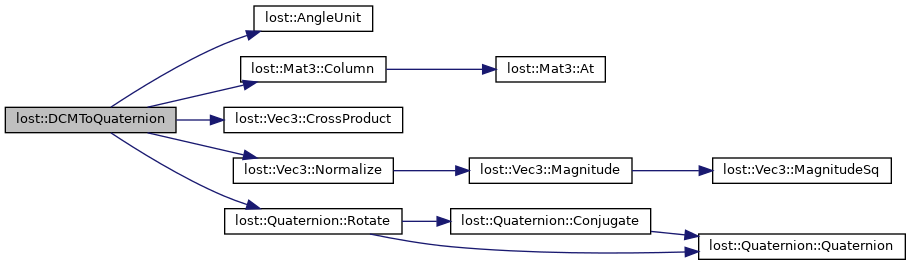 lost::AngleUnit
lost::Mat3::Column
lost::Mat3::At
lost::DCMToQuaternion
lost::Vec3::CrossProduct
lost::Vec3::Normalize
lost::Vec3::Magnitude
lost::Vec3::MagnitudeSq
lost::Quaternion::Rotate
lost::Quaternion::Conjugate
lost::Quaternion::Quaternion